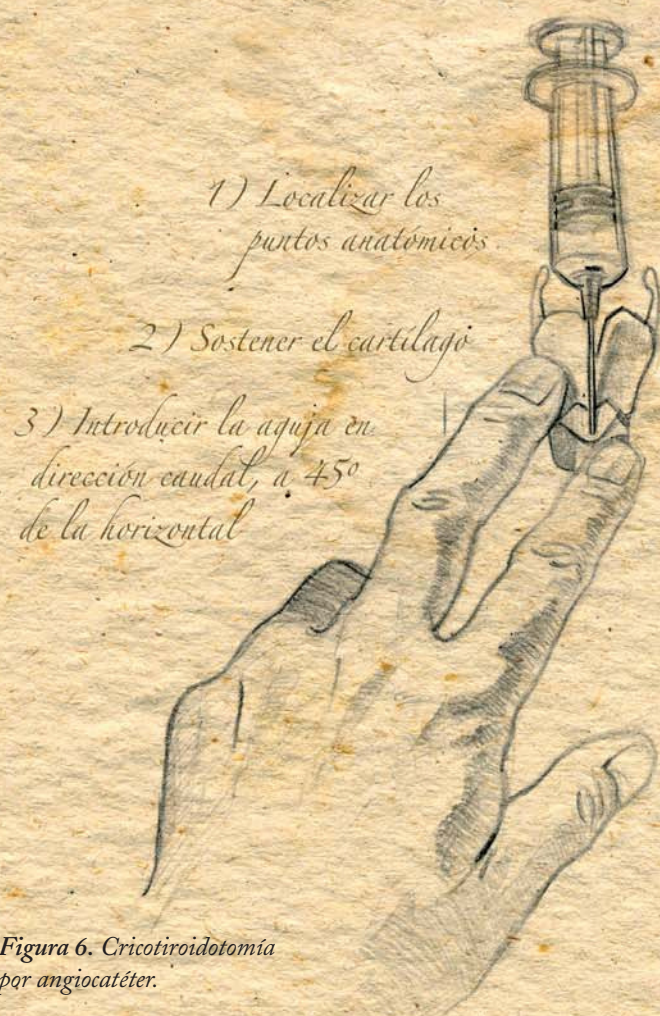 1) Localizar los
puntos anatómicos
2) Sostener el cartílago
3) Introducir la aguja en
dirección caudal, a 45º
de la horizontal
Figura 6. Cricotiroidotomía
por angiocatéter.